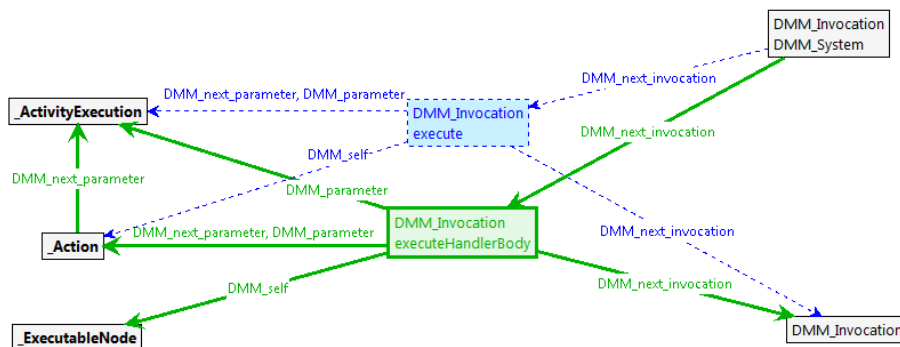 DMM_Invocation
DMM_System
DMM_next_invocation
DMM_next_parameter, DMM_parameter
_ActivityExecution
DMM_Invocation
execute
DMM_next_invocation
DMM_self
DMM_next_parameter
DMM_parameter
DMM_Invocation
executeHandlerBody
DMM_next_parameter, DMM_parameter
DMM_next_invocation
_Action
DMM_self
DMM_next_invocation
_ExecutableNode
DMM_Invocation